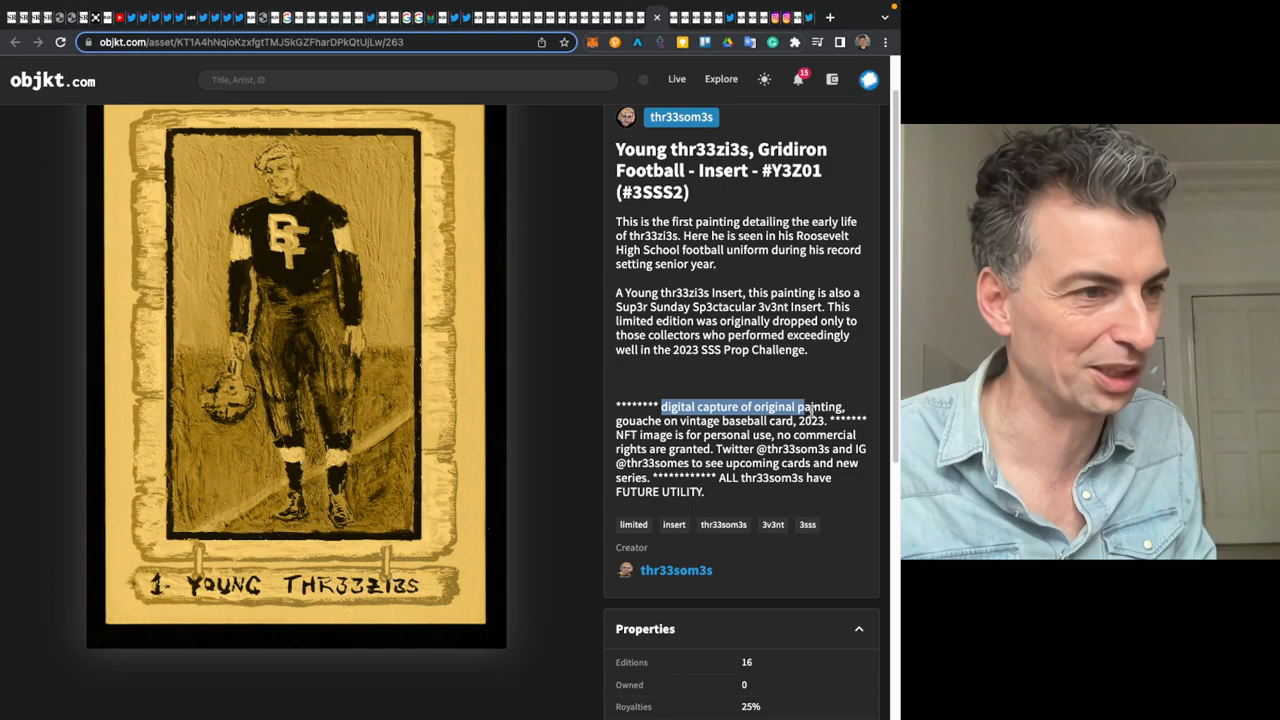 objkt.com/asset/KT1A4hNqioKzxfgtTMJSkGZFharDPkQtUjLw/263
objkt.com
Title, Artist, ID
Live
Explore
15
thr33som3s
Young thr33zi3s, Gridiron
Football - Insert - #Y3Z01
(#3SSS2)
This is the first painting detailing the early life
of thr33zi3s. Here he is seen in his Roosevelt
High School football uniform during his record
setting senior year.
A Young thr33zi3s Insert, this painting is also a
Sup3r Sunday Sp3ctacular 3v3nt Insert. This
limited edition was originally dropped only to
those collectors who performed exceedingly
well in the 2023 SSS Prop Challenge.
******** digital capture of original painting,
gouache on vintage baseball card, 2023. *******
NFT image is for personal use, no commercial
rights are granted. Twitter @thr33som3s and IG
@thr33somes to see upcoming cards and new
series. ************ ALL thr33som3s have
FUTURE UTILITY.
limited
insert
thr33som3s
3v3nt
3sss
Creator
thr33som3s
Properties
Editions
16
Owned
0
Royalties
25%
1- YOUNG THR33ZI3S